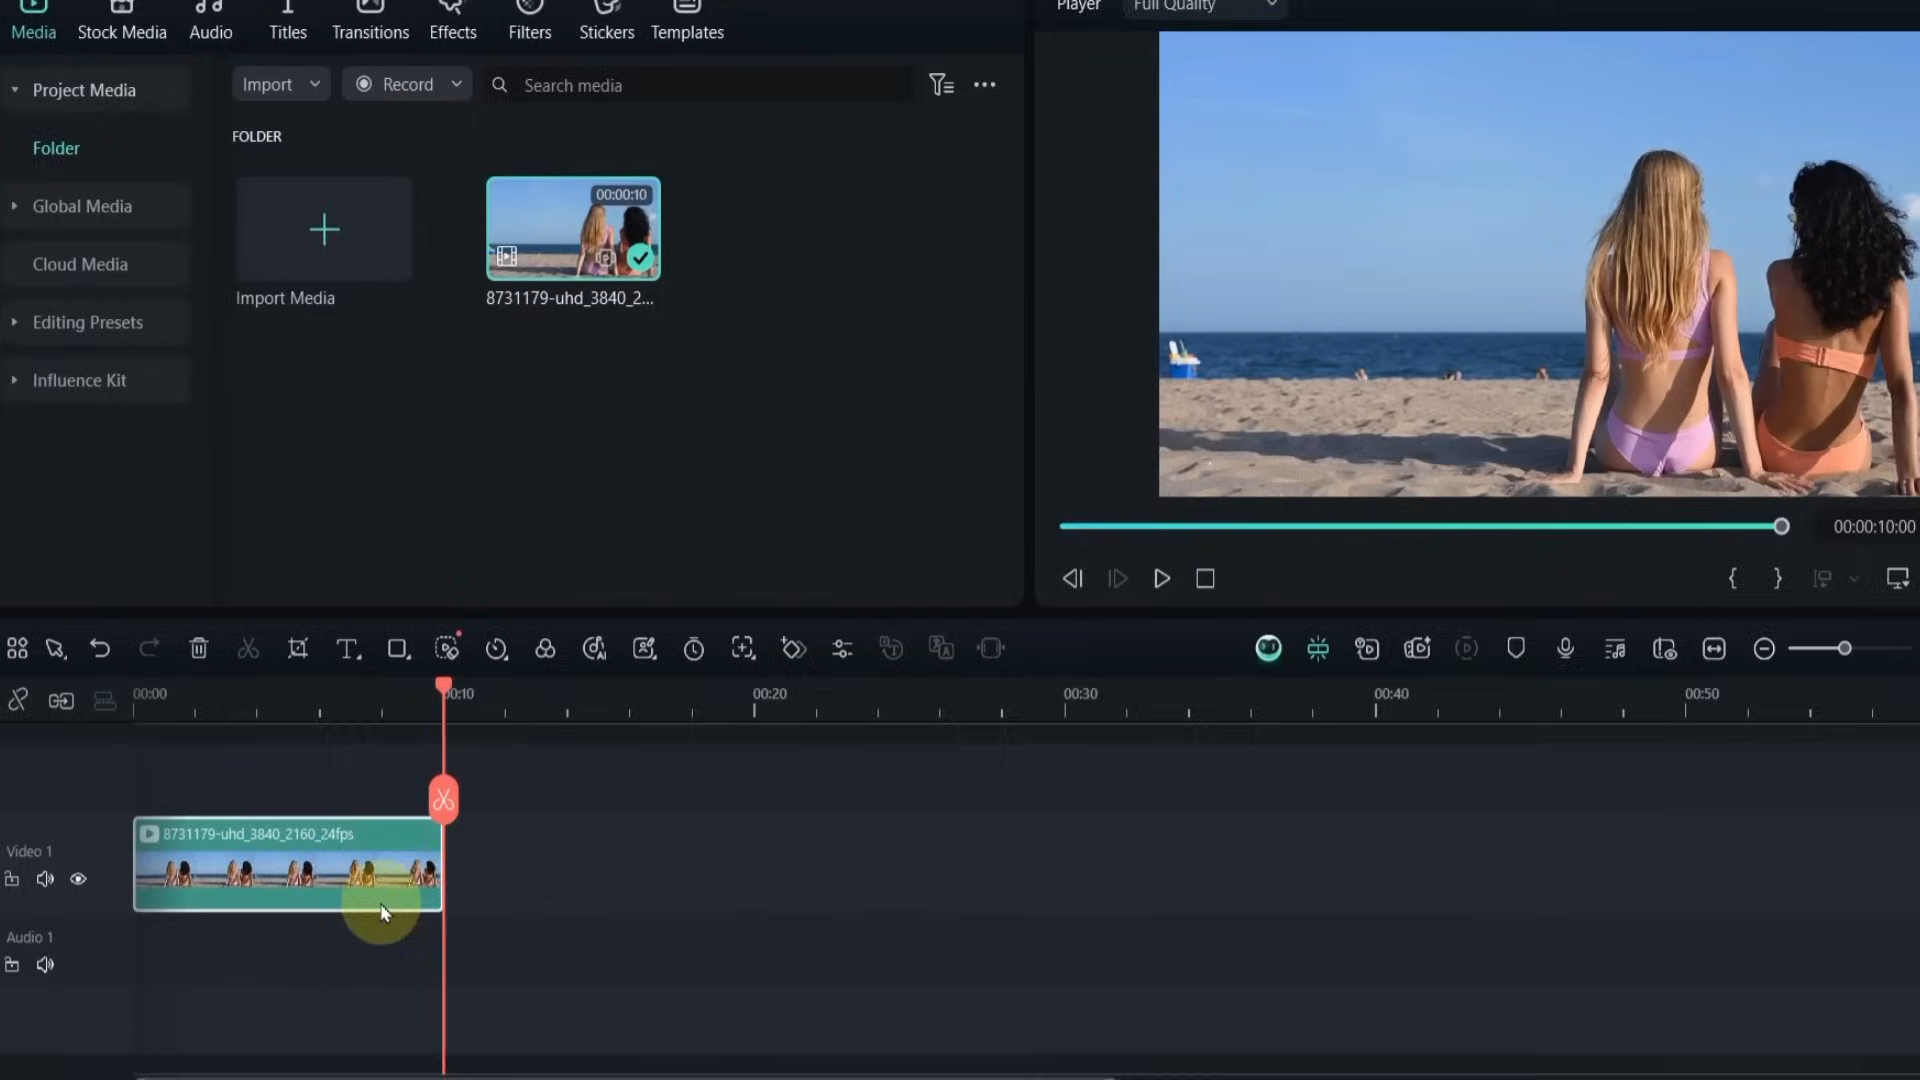 Player
Full Quality
Media
Stock Media
Audio
Titles
Transitions
Effects
Filters
Stickers
Templates
Project Media
Import
Record
Search media
FOLDER
Folder
Global Media
Cloud Media
Editing Presets
Influence Kit
00:00:10
Import Media
8731179-uhd_3840_2...
00:00:10:00
00:00
00:10
00:20
00:30
00:40
00:50
8731179-uhd_3840_2160_24fps
Video 1
Audio 1